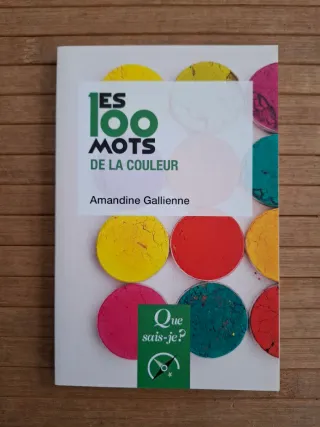 LES
100
MOTS
DE LA COULEUR
Amandine Gallienne
Que
sais-je?